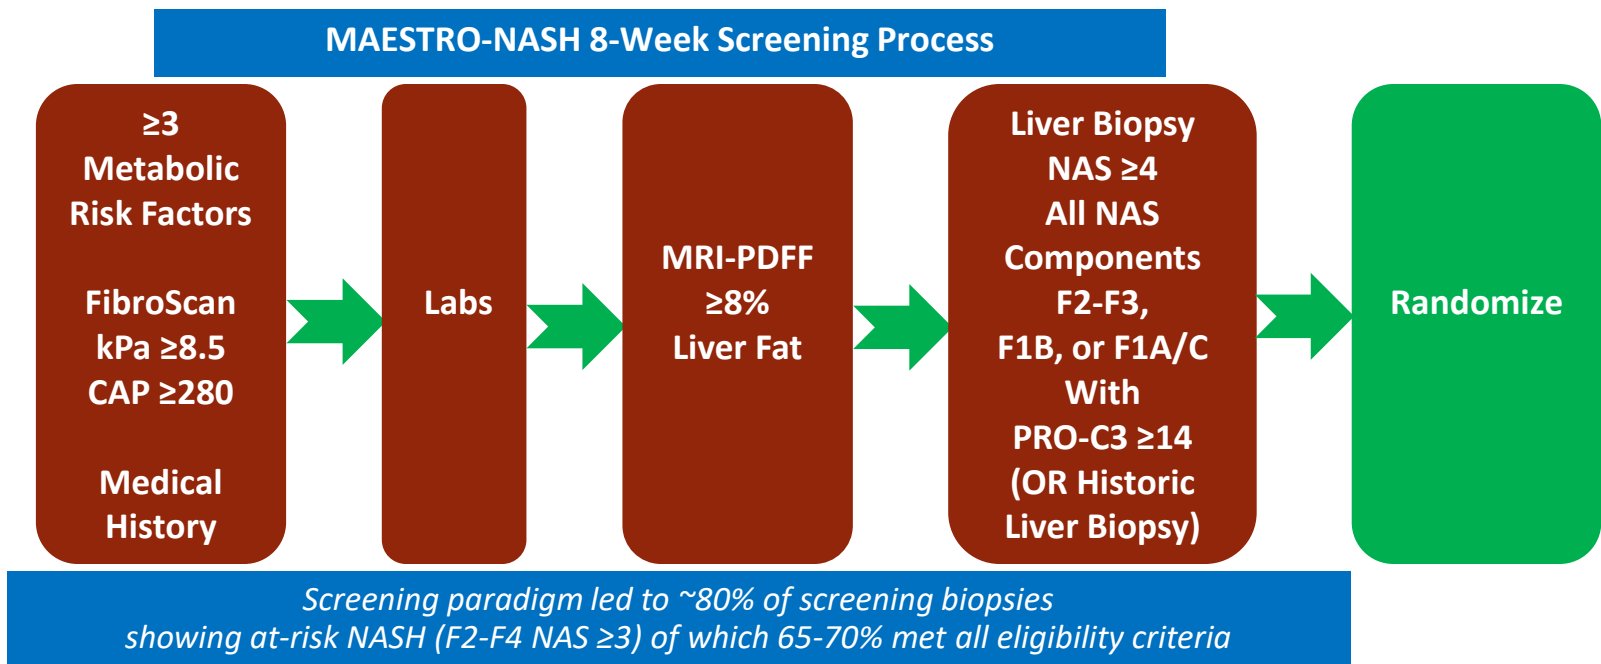 MAESTRO-NASH 8-Week Screening Process
≥3
Metabolic
Risk Factors
FibroScan
kPa ≥8.5
CAP ≥280
Medical
History
Labs
MRI-PDFF
≥8%
Liver Fat
Liver Biopsy
NAS ≥4
All NAS
Components
F2-F3,
F1B, or F1A/C
With
PRO-C3 ≥14
(OR Historic
Liver Biopsy)
Randomize
Screening paradigm led to ~80% of screening biopsies
showing at-risk NASH (F2-F4 NAS ≥3) of which 65-70% met all eligibility criteria